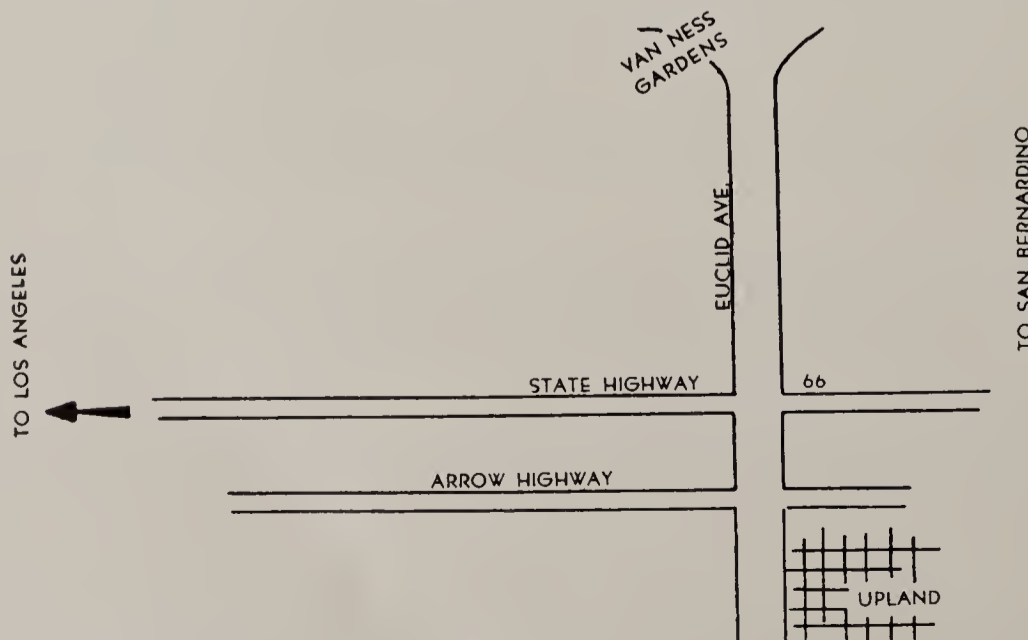 VAN NESS
GARDENS
EUCLID AVE.
TO SAN BERNARDINO
TO LOS ANGELES
STATE HIGHWAY 66
ARROW HIGHWAY
UPLAND